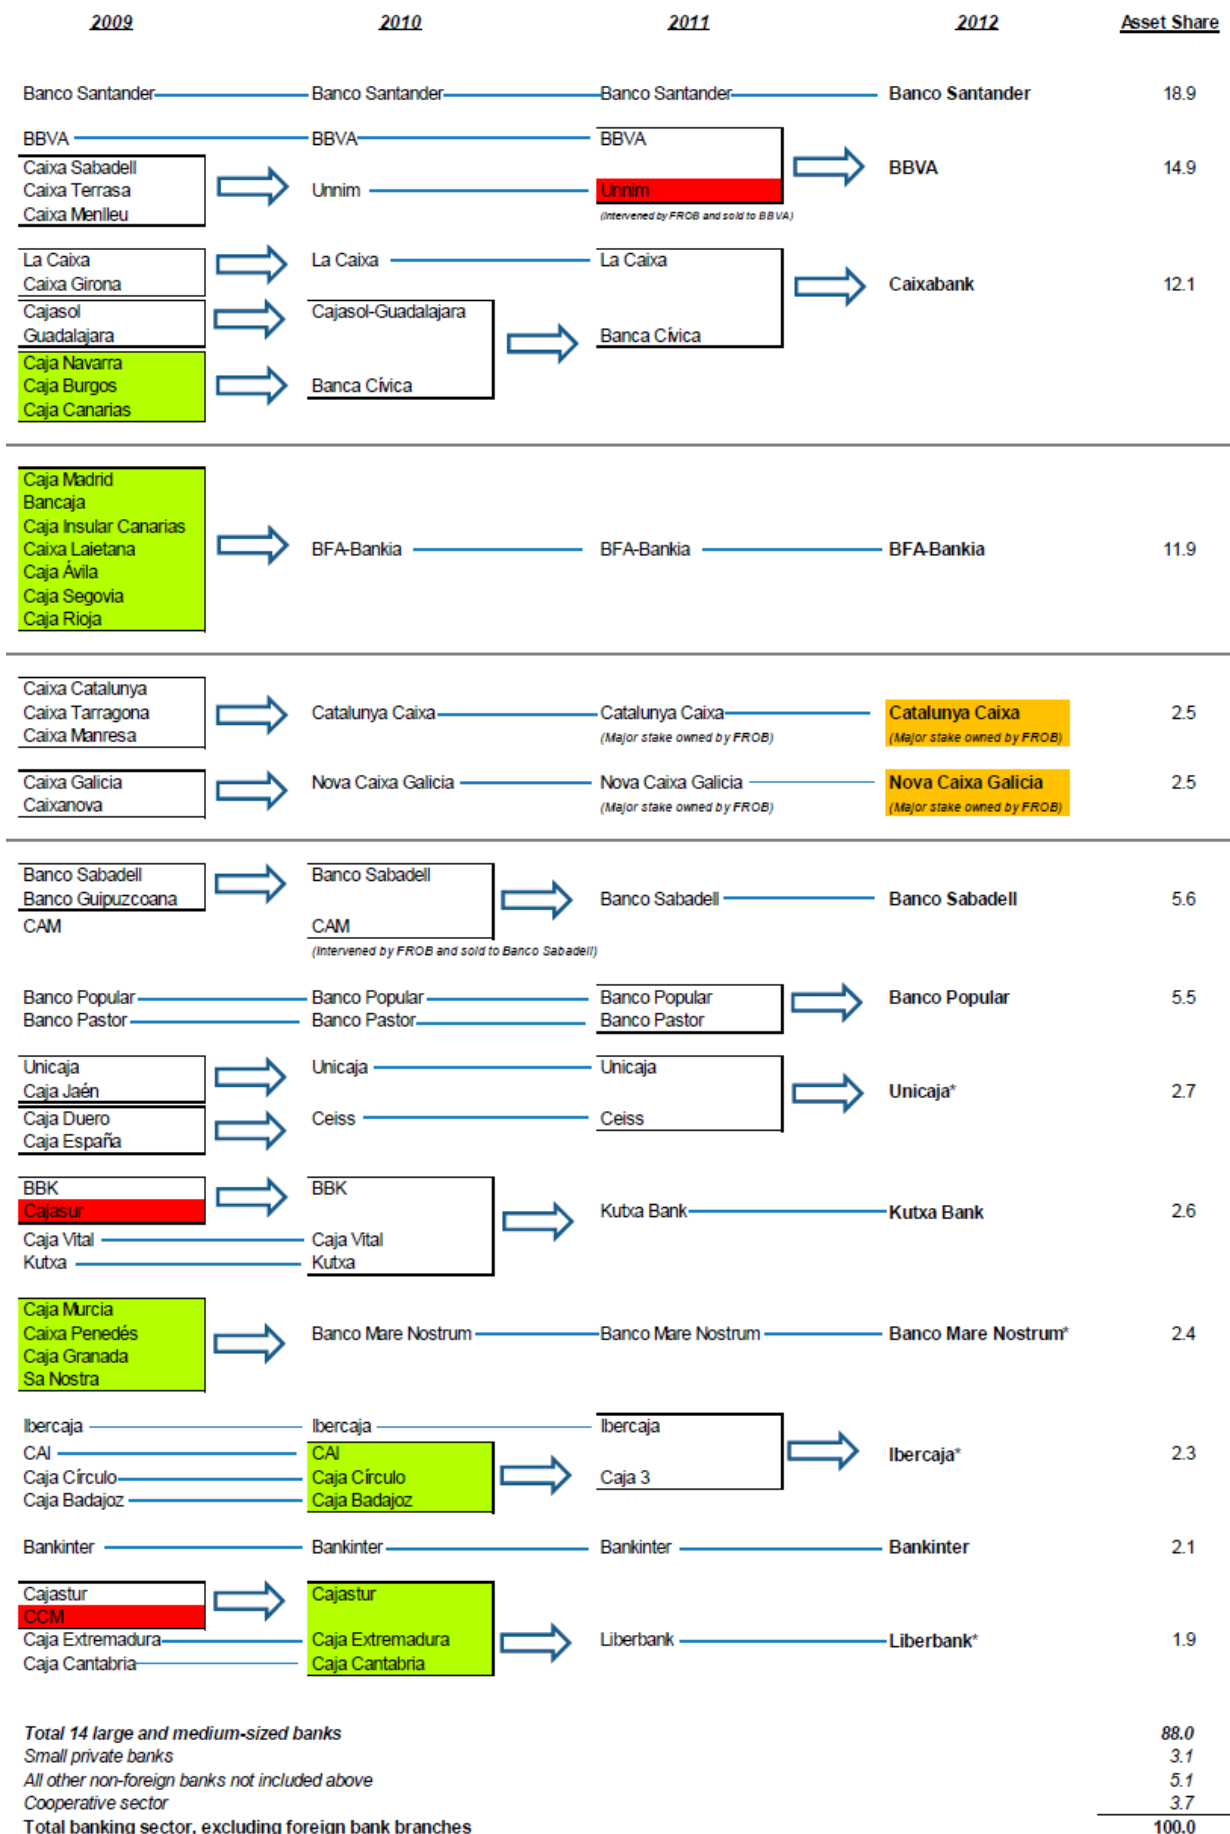 2009 2010 2011 2012 Asset Share
Banco Santander Banco Santander Banco Santander Banco Santander 18.9
BBVA BBVA BBVA
Caixa Sabadell
BBVA 14.9
Caixa Terrasa Unnim Unnim
Caixa Menlleu (Intervened by FROB and sold to BBVA)
La Caixa La Caixa La Caixa
Caixa Girona Caixabank 12.1
Cajasol Cajasol-Guadalajara
Guadalajara Banca Cívica
Caja Navarra
Caja Burgos Banca Cívica
Caja Canarias
Caja Madrid
Bancaja
Caja Insular Canarias
Caixa Laietana BFA-Bankia BFA-Bankia BFA-Bankia 11.9
Caja Ávila
Caja Segovia
Caja Rioja
Caixa Catalunya
Caixa Tarragona Catalunya Caixa Catalunya Caixa Catalunya Caixa 2.5
Caixa Manresa (Major stake owned by FROB) (Major stake owned by FROB)
Caixa Galicia Nova Caixa Galicia Nova Caixa Galicia Nova Caixa Galicia 2.5
Caixanova (Major stake owned by FROB) (Major stake owned by FROB)
Banco Sabadell Banco Sabadell
Banco Guipuzcoana Banco Sabadell Banco Sabadell 5.6
CAM CAM
(Intervened by FROB and sold to Banco Sabadell)
Banco Popular Banco Popular Banco Popular Banco Popular 5.5
Banco Pastor Banco Pastor Banco Pastor
Unicaja Unicaja Unicaja
Caja Jaén Unicaja* 2.7
Caja Duero Ceiss Ceiss
Caja España
BBK BBK
Cajasur Kutxa Bank Kutxa Bank 2.6
Caja Vital Caja Vital
Kutxa Kutxa
Caja Murcia
Caixa Penedés Banco Mare Nostrum Banco Mare Nostrum Banco Mare Nostrum* 2.4
Caja Granada
Sa Nostra
Ibercaja Ibercaja Ibercaja
CAI CAI Ibercaja* 2.3
Caja Círculo Caja Círculo Caja 3
Caja Badajoz Caja Badajoz
Bankinter Bankinter Bankinter Bankinter 2.1
Cajastur Cajastur
CCM
Caja Extremadura Caja Extremadura Liberbank Liberbank* 1.9
Caja Cantabria Caja Cantabria
Total 14 large and medium-sized banks 88.0
Small private banks 3.1
All other non-foreign banks not included above 5.1
Cooperative sector 3.7
Total banking sector, excluding foreign bank branches 100.0